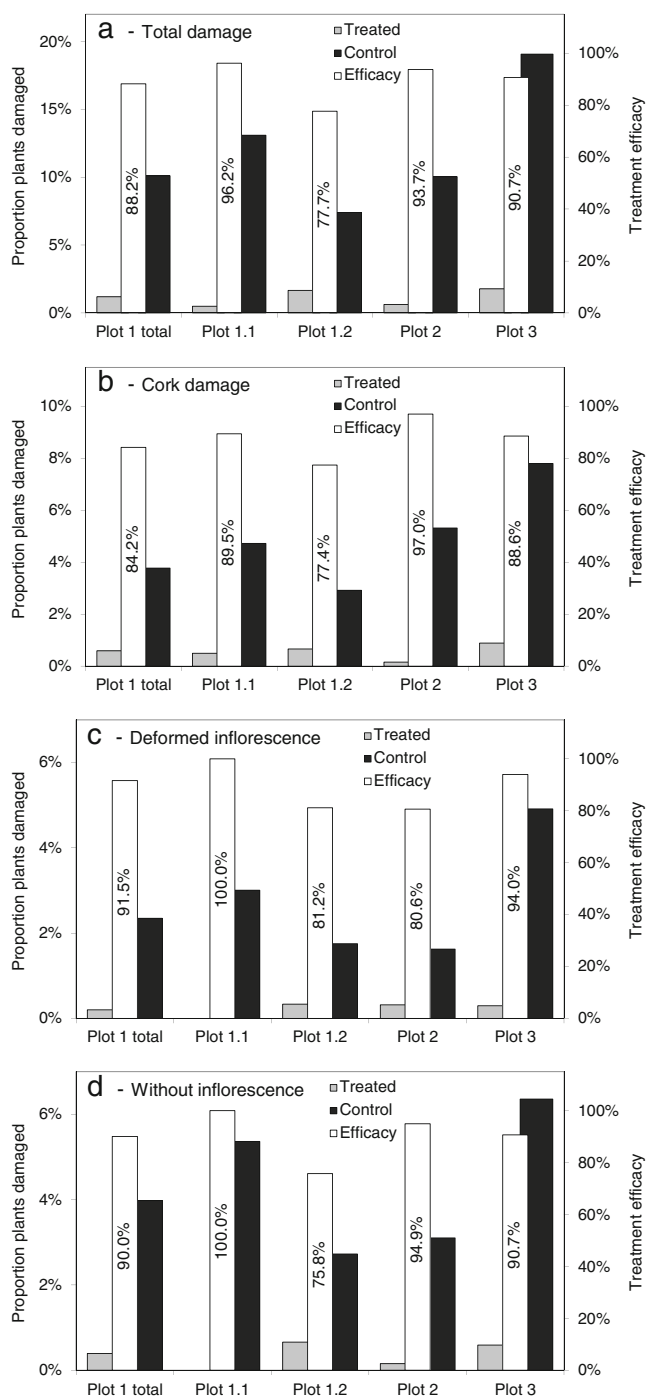 a - Total damage
Treated
Control
Efficacy
20%
15%
10%
5%
0%
Proportion plants damaged
88.2%
96.2%
77.7%
93.7%
90.7%
100%
80%
60%
40%
20%
0%
Treatment efficacy
Plot 1 total Plot 1.1 Plot 1.2 Plot 2 Plot 3
b - Cork damage
Treated
Control
Efficacy
10%
8%
6%
4%
2%
0%
Proportion plants damaged
84.2%
89.5%
77.4%
97.0%
88.6%
100%
80%
60%
40%
20%
0%
Treatment efficacy
Plot 1 total Plot 1.1 Plot 1.2 Plot 2 Plot 3
c - Deformed inflorescence
Treated
Control
Efficacy
6%
4%
2%
0%
Proportion plants damaged
91.5%
100.0%
81.2%
80.6%
94.0%
100%
80%
60%
40%
20%
0%
Treatment efficacy
Plot 1 total Plot 1.1 Plot 1.2 Plot 2 Plot 3
d - Without inflorescence
Treated
Control
Efficacy
6%
4%
2%
0%
Proportion plants damaged
90.0%
100.0%
75.8%
94.9%
90.7%
100%
80%
60%
40%
20%
0%
Treatment efficacy
Plot 1 total Plot 1.1 Plot 1.2 Plot 2 Plot 3